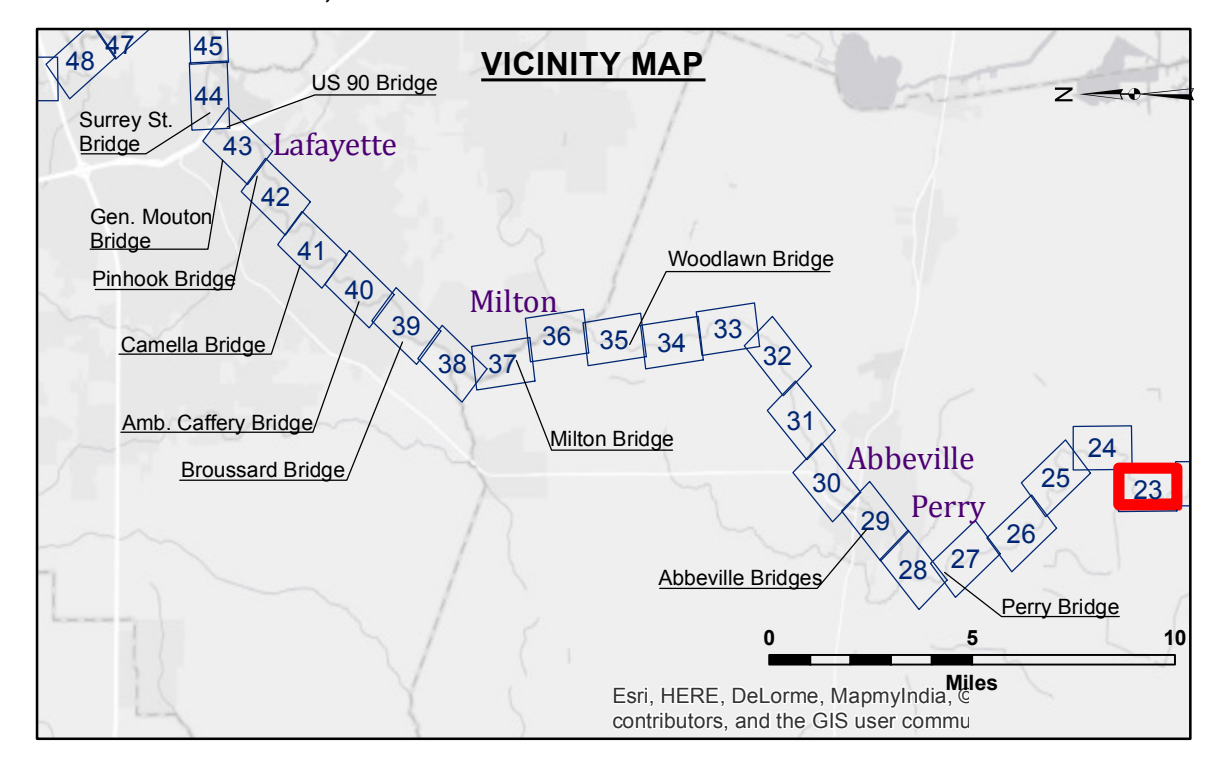 VICINITY MAP
47
45
48
US 90 Bridge
44
N
Surrey St.
Bridge
43
Lafayette
42
Gen. Mouton
Bridge
41
Woodlawn Bridge
Pinhook Bridge
40
Milton
39
36
35
34
33
Camella Bridge
38
37
32
Amb. Caffery Bridge
31
Milton Bridge
24
Broussard Bridge
Abbeville
30
25
23
Perry
29
26
28
27
Abbeville Bridges
Perry Bridge
0 5 10
Miles
Esri, HERE, DeLorme, MapmyIndia, ©
contributors, and the GIS user commu